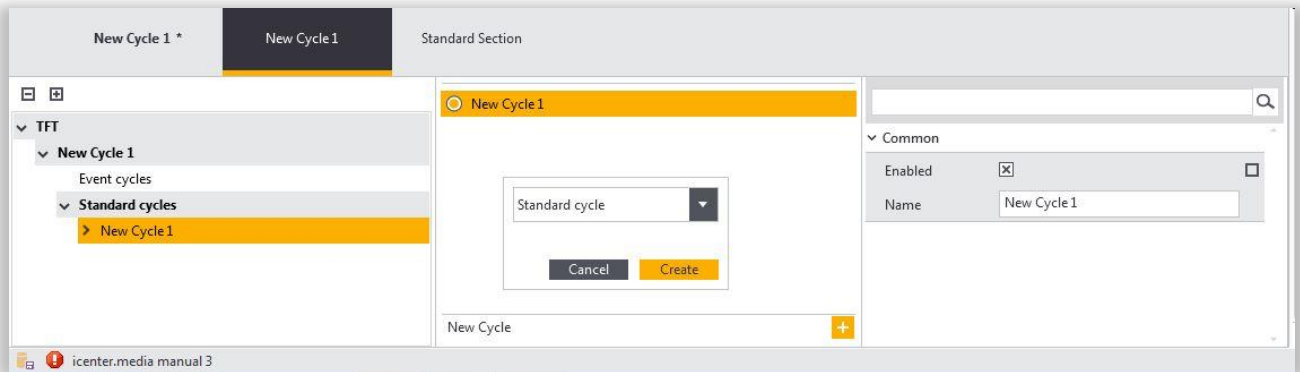 New Cycle 1 *
New Cycle 1
Standard Section
TFT
New Cycle 1
Event cycles
Standard cycles
New Cycle 1
New Cycle 1
Standard cycle
Cancel
Create
New Cycle
Common
Enabled
Name
New Cycle 1
icenter.media manual 3